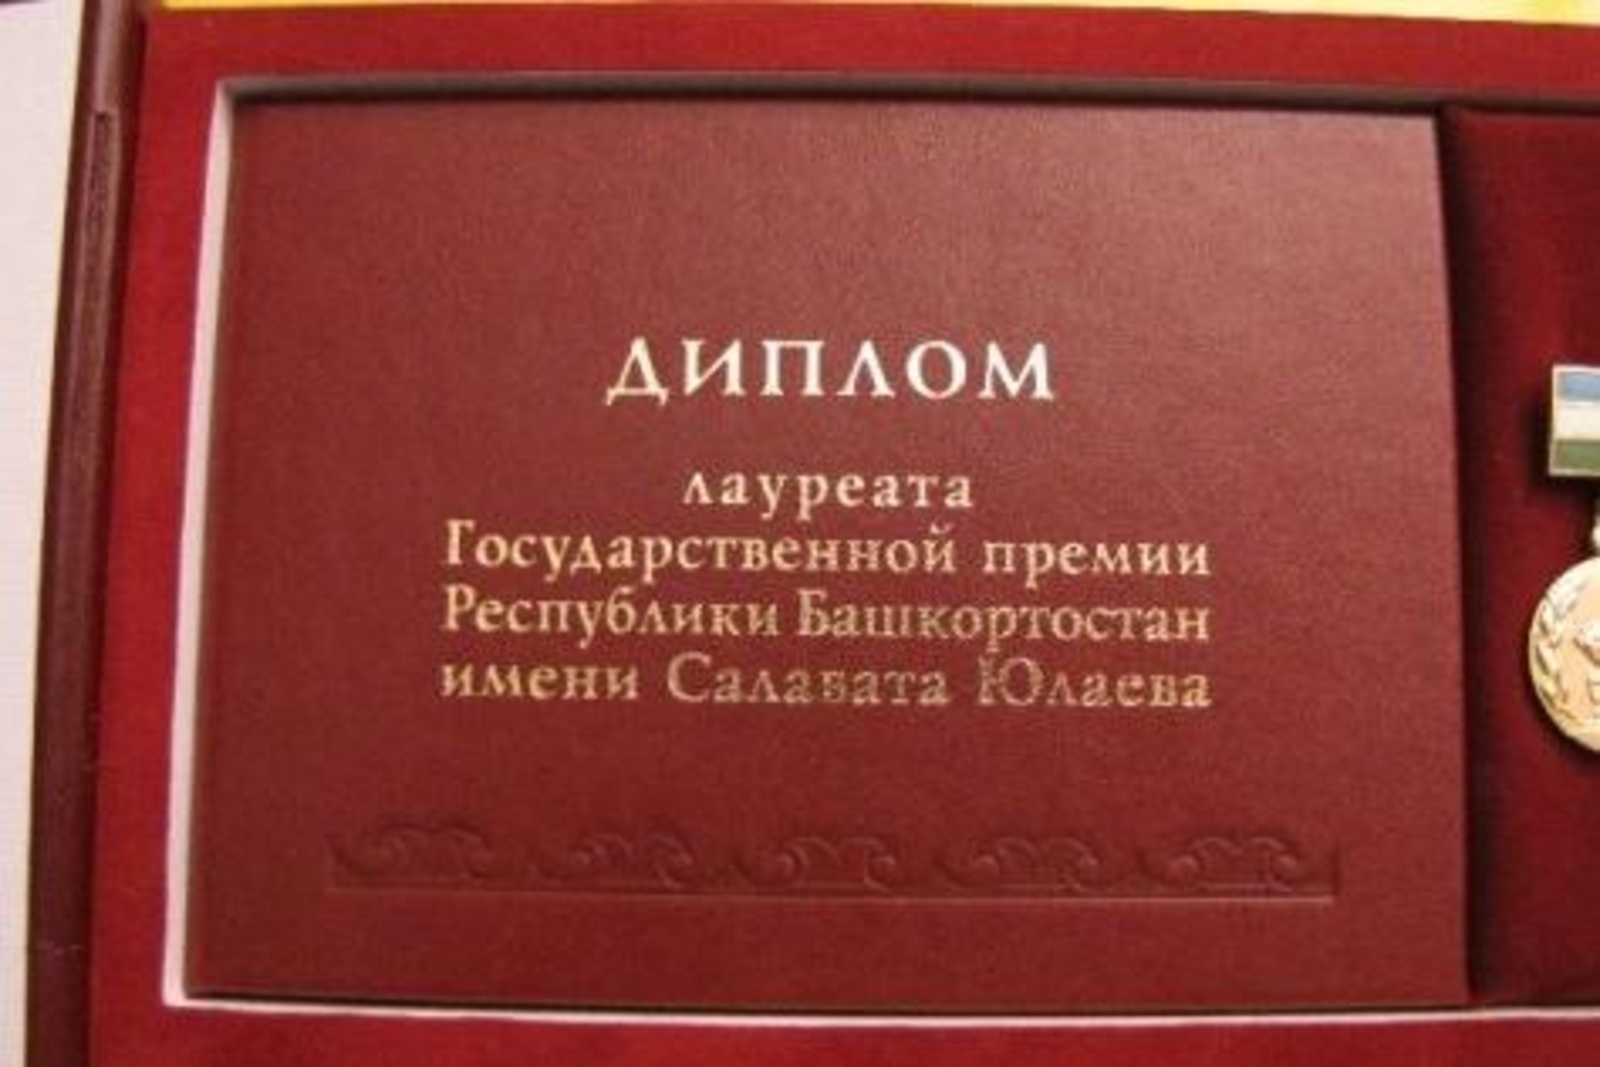 ДИПЛОМ
лауреата
Государственной премии
Республики Башкортостан
имени Салавата Юлаева